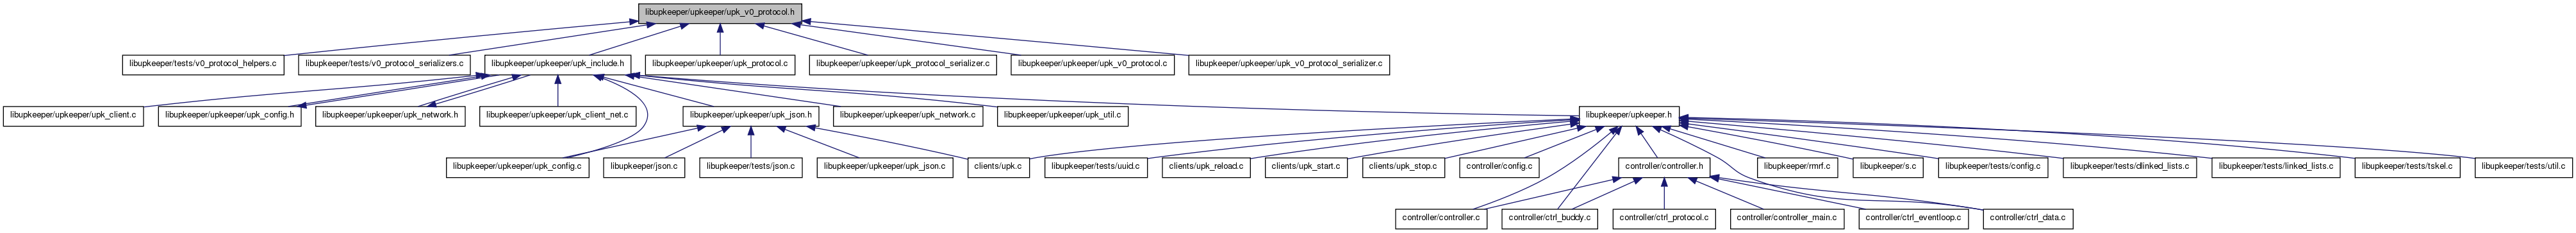 libupkeeper/upkeeper/upk_v0_protocol.h
libupkeeper/tests/v0_protocol_helpers.c
libupkeeper/tests/v0_protocol_serializers.c
libupkeeper/upkeeper/upk_include.h
libupkeeper/upkeeper/upk_protocol.c
libupkeeper/upkeeper/upk_protocol_serializer.c
libupkeeper/upkeeper/upk_v0_protocol.c
libupkeeper/upkeeper/upk_v0_protocol_serializer.c
libupkeeper/upkeeper/upk_client.c
libupkeeper/upkeeper/upk_config.h
libupkeeper/upkeeper/upk_network.h
libupkeeper/upkeeper/upk_client_net.c
libupkeeper/upkeeper/upk_json.h
libupkeeper/upkeeper/upk_network.c
libupkeeper/upkeeper/upk_util.c
libupkeeper/upkeeper.h
libupkeeper/upkeeper/upk_config.c
libupkeeper/json.c
libupkeeper/tests/json.c
libupkeeper/upkeeper/upk_json.c
clients/upk.c
libupkeeper/tests/uuid.c
clients/upk_reload.c
clients/upk_start.c
clients/upk_stop.c
controller/config.c
controller/controller.h
libupkeeper/rmrf.c
libupkeeper/s.c
libupkeeper/tests/config.c
libupkeeper/tests/dlinked_lists.c
libupkeeper/tests/linked_lists.c
libupkeeper/tests/tskel.c
libupkeeper/tests/util.c
controller/controller.c
controller/ctrl_buddy.c
controller/ctrl_protocol.c
controller/controller_main.c
controller/ctrl_eventloop.c
controller/ctrl_data.c